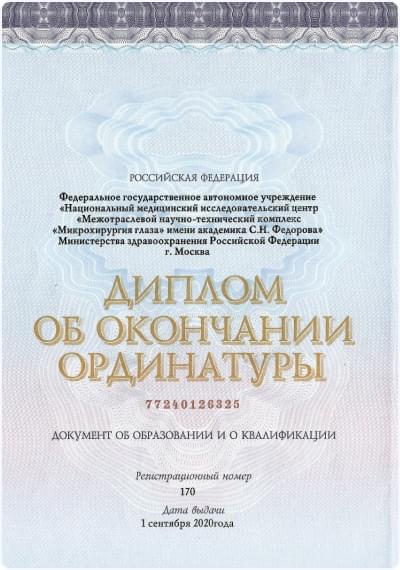 РОССИЙСКАЯ ФЕДЕРАЦИЯ
Федеральное государственное автономное учреждение
«Национальный медицинский исследовательский центр
«Межотраслевой научно-технический комплекс
«Микрохирургия глаза» имени академика С.Н. Федорова»
Министерства здравоохранения Российской Федерации
г. Москва
ДИПЛОМ
ОБ ОКОНЧАНИИ
ОРДИНАТУРЫ
77240126325
ДОКУМЕНТ ОБ ОБРАЗОВАНИИ И О КВАЛИФИКАЦИИ
Регистрационный номер
170
Дата выдачи
1 сентября 2020года